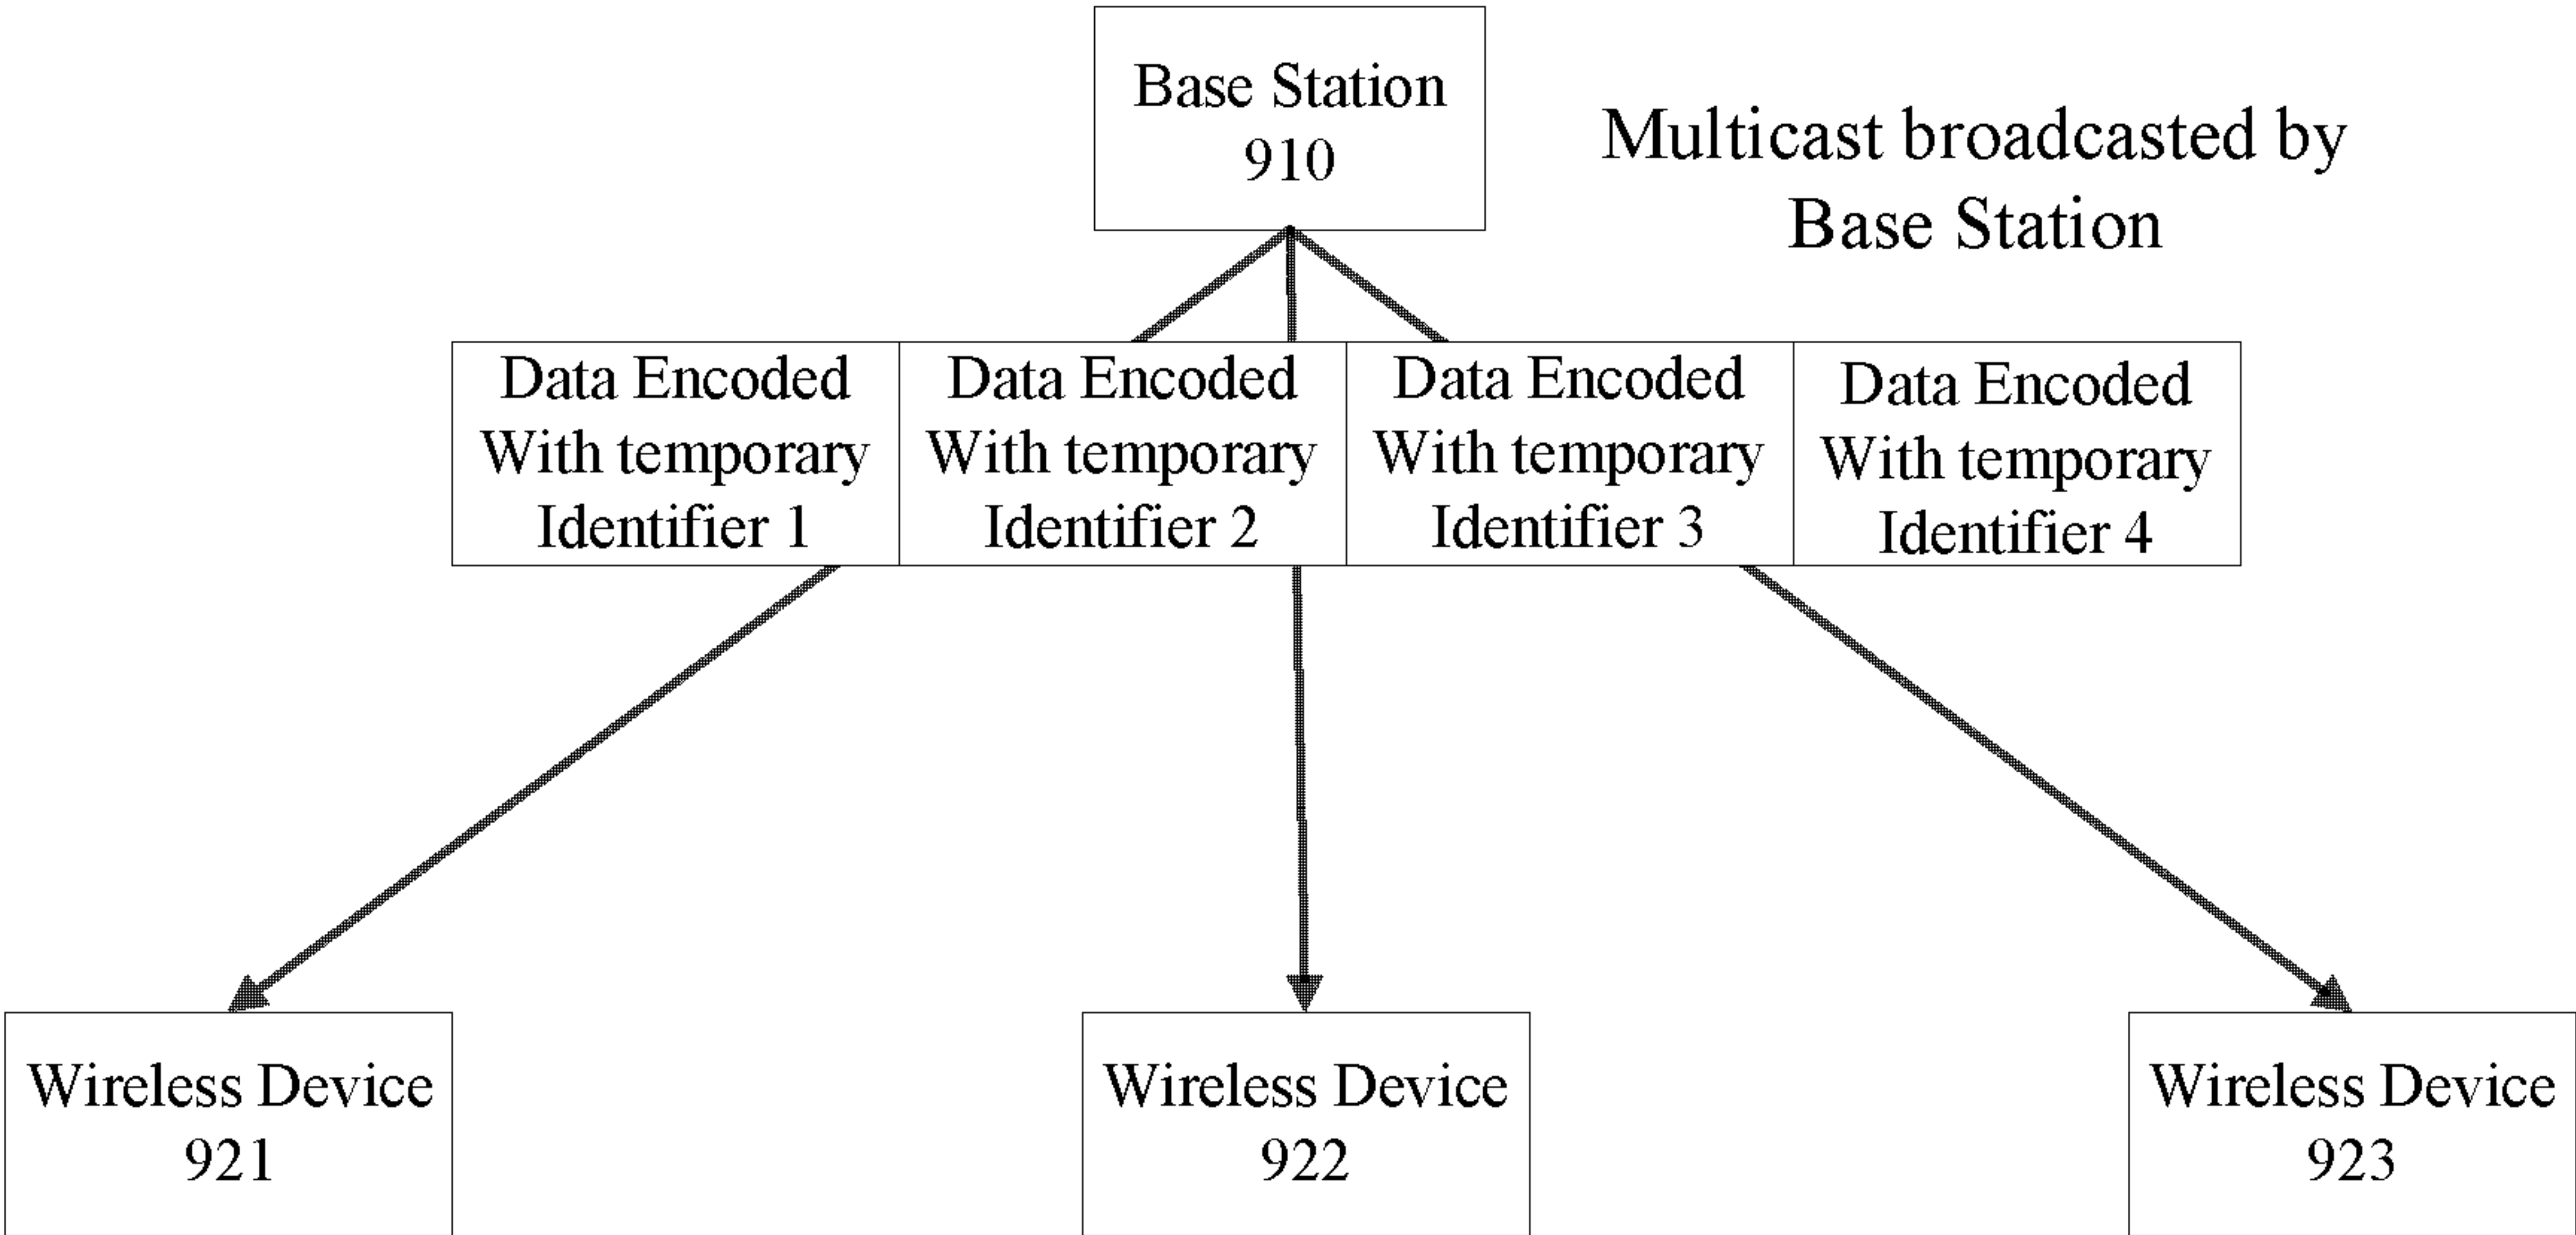 Base Station
910
Multicast broadcasted by
Base Station
Data Encoded
With temporary
Identifier 1
Data Encoded
With temporary
Identifier 2
Data Encoded
With temporary
Identifier 3
Data Encoded
With temporary
Identifier 4
Wireless Device
921
Wireless Device
922
Wireless Device
923